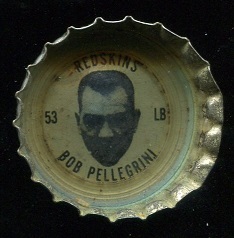 REDSKINS
53 LB
BOB PELLEGRINI